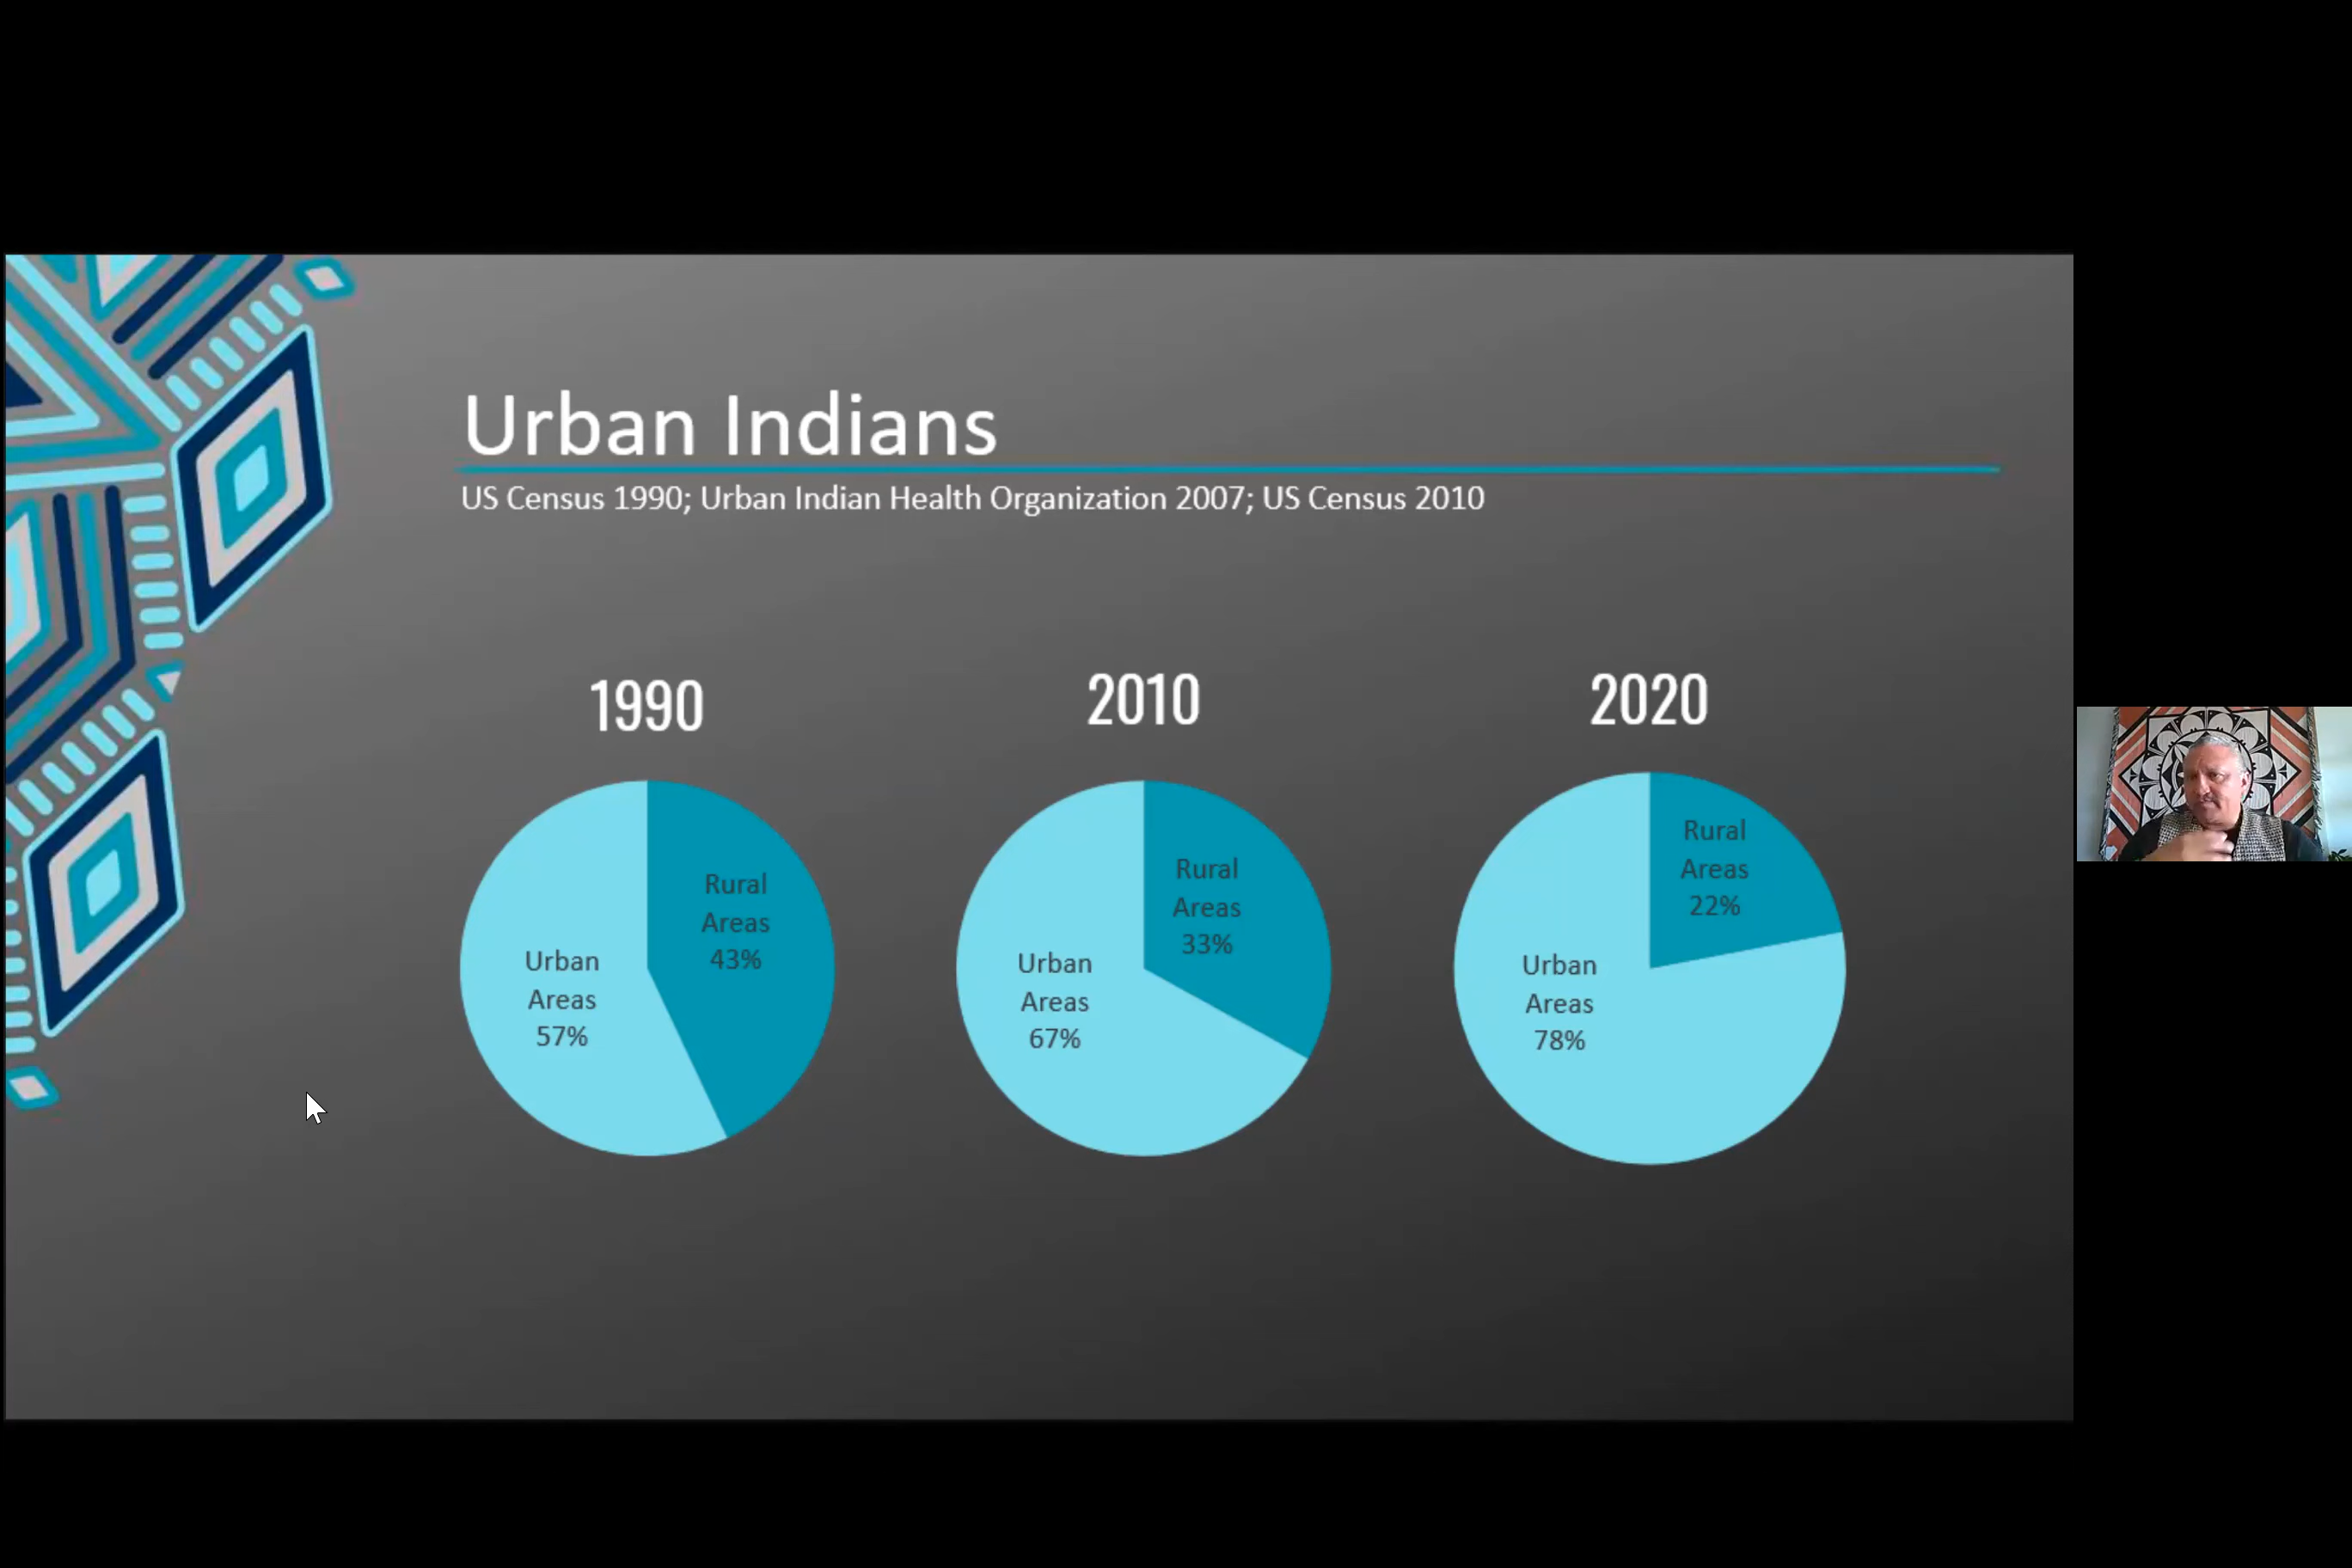 Urban Indians
US Census 1990; Urban Indian Health Organization 2007; US Census 2010
1990
Rural
Areas
43%
Urban
Areas
57%
2010
Rural
Areas
33%
Urban
Areas
67%
2020
Rural
Areas
22%
Urban
Areas
78%